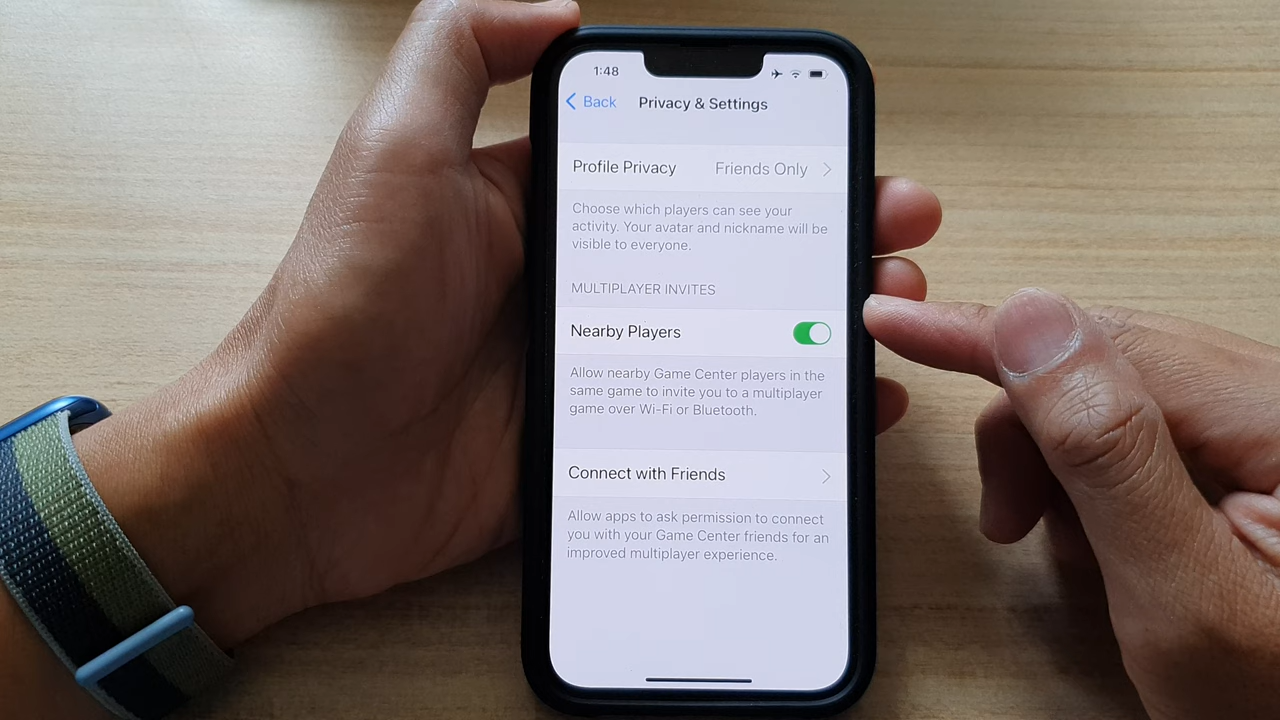 1:48
Back Privacy & Settings
Profile Privacy Friends Only
Choose which players can see your
activity. Your avatar and nickname will be
visible to everyone.
MULTIPLAYER INVITES
Nearby Players
Allow nearby Game Center players in the
same game to invite you to a multiplayer
game over Wi-Fi or Bluetooth.
Connect with Friends
Allow apps to ask permission to connect
you with your Game Center friends for an
improved multiplayer experience.